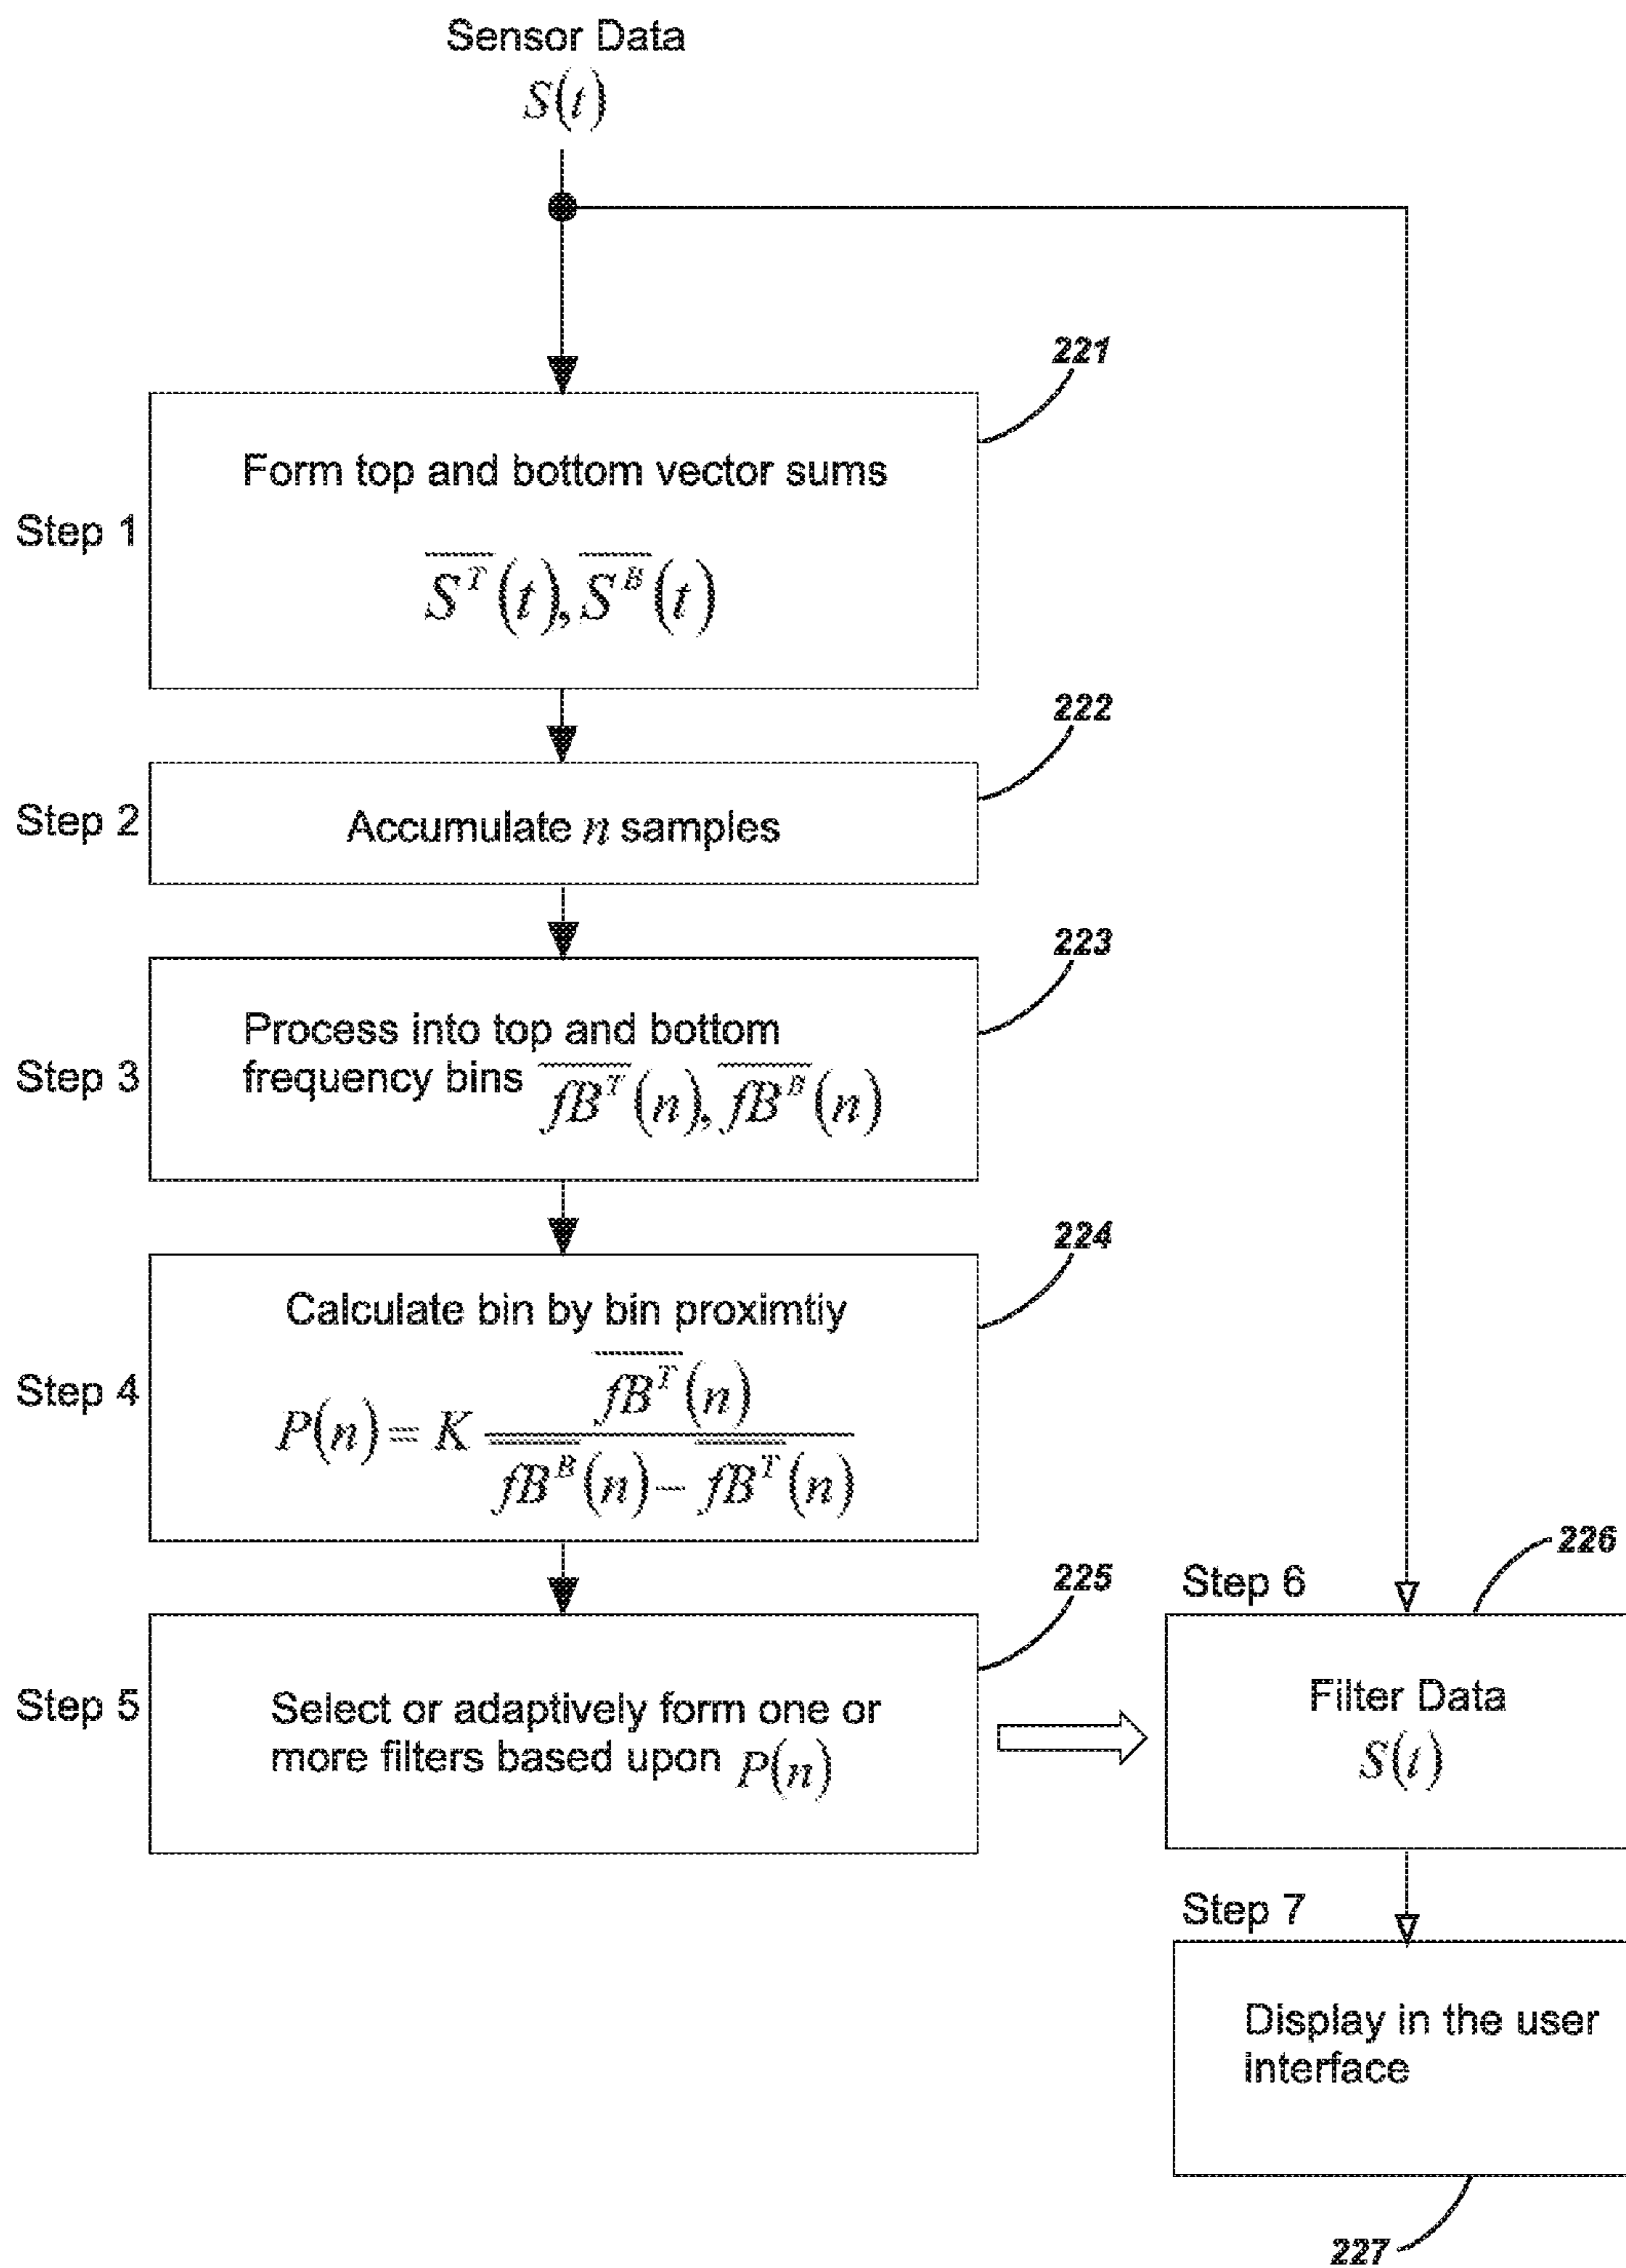 Sensor Data
S(t)
221
Form top and bottom vector sums
Step 1
S^T(t), S^B(t)
222
Step 2
Accumulate n samples
223
Process into top and bottom
Step 3
frequency bins fB^T(n), fB^B(n)
224
Calculate bin by bin proximtiy
Step 4
P(n) = K fB^T(n) / fB^B(n) - fB^T(n)
225
Step 5
Select or adaptively form one or
more filters based upon P(n)
Step 6
226
Filter Data
S(t)
Step 7
Display in the user
interface
227